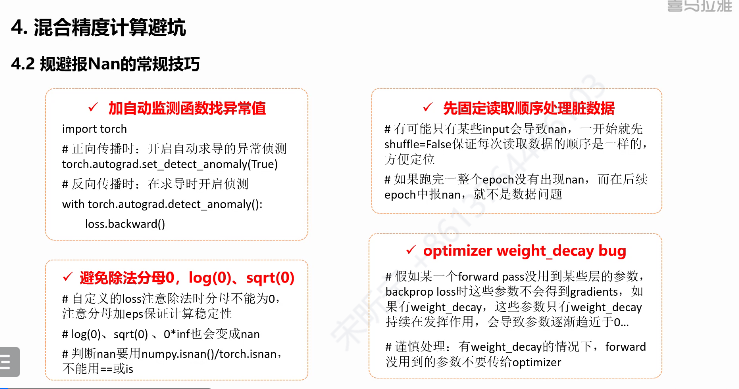 喜马拉雅
4. 混合精度计算避坑
4.2 规避报Nan的常规技巧
✓ 加自动监测函数找异常值
import torch
# 正向传播时：开启自动求导的异常侦测
torch.autograd.set_detect_anomaly(True)
# 反向传播时：在求导时开启侦测
with torch.autograd.detect_anomaly():
loss.backward()
✓ 避免除法分母0，log(0)、sqrt(0)
# 自定义的loss注意除法时分母不能为0，
注意分母加eps保证计算稳定性
# log(0)、sqrt(0) 、0*inf也会变成nan
# 判断nan要用numpy.isnan()/torch.isnan，
不能用==或is
✓ 先固定读取顺序处理脏数据
# 有可能只有某些input会导致nan，一开始就先
shuffle=False保证每次读取数据的顺序是一样的，
方便定位
# 如果跑完一整个epoch没有出现nan，而在后续
epoch中报nan，就不是数据问题
✓ optimizer weight_decay bug
# 假如某一个forward pass没用到某些层的参数，
backprop loss时这些参数不会得到gradients，如
果有weight_decay，这些参数只有weight_decay
持续在发挥作用，会导致参数逐渐趋近于0...
# 谨慎处理：有weight_decay的情况下，forward
没用到的参数不要传给optimizer